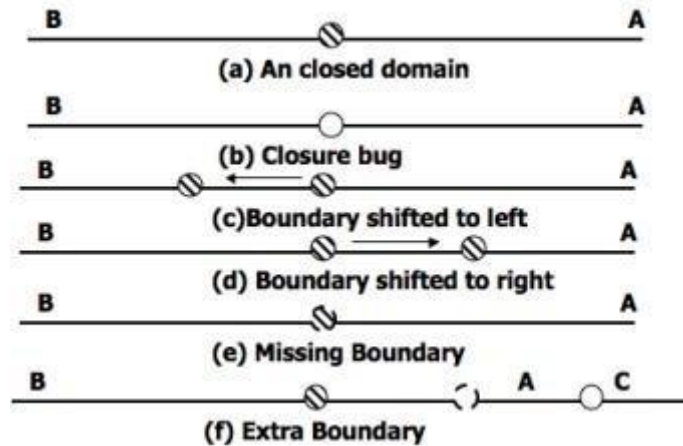 B A
(a) An closed domain
B A
(b) Closure bug
B A
(c)Boundary shifted to left
B A
(d) Boundary shifted to right
B A
(e) Missing Boundary
B A C
(f) Extra Boundary